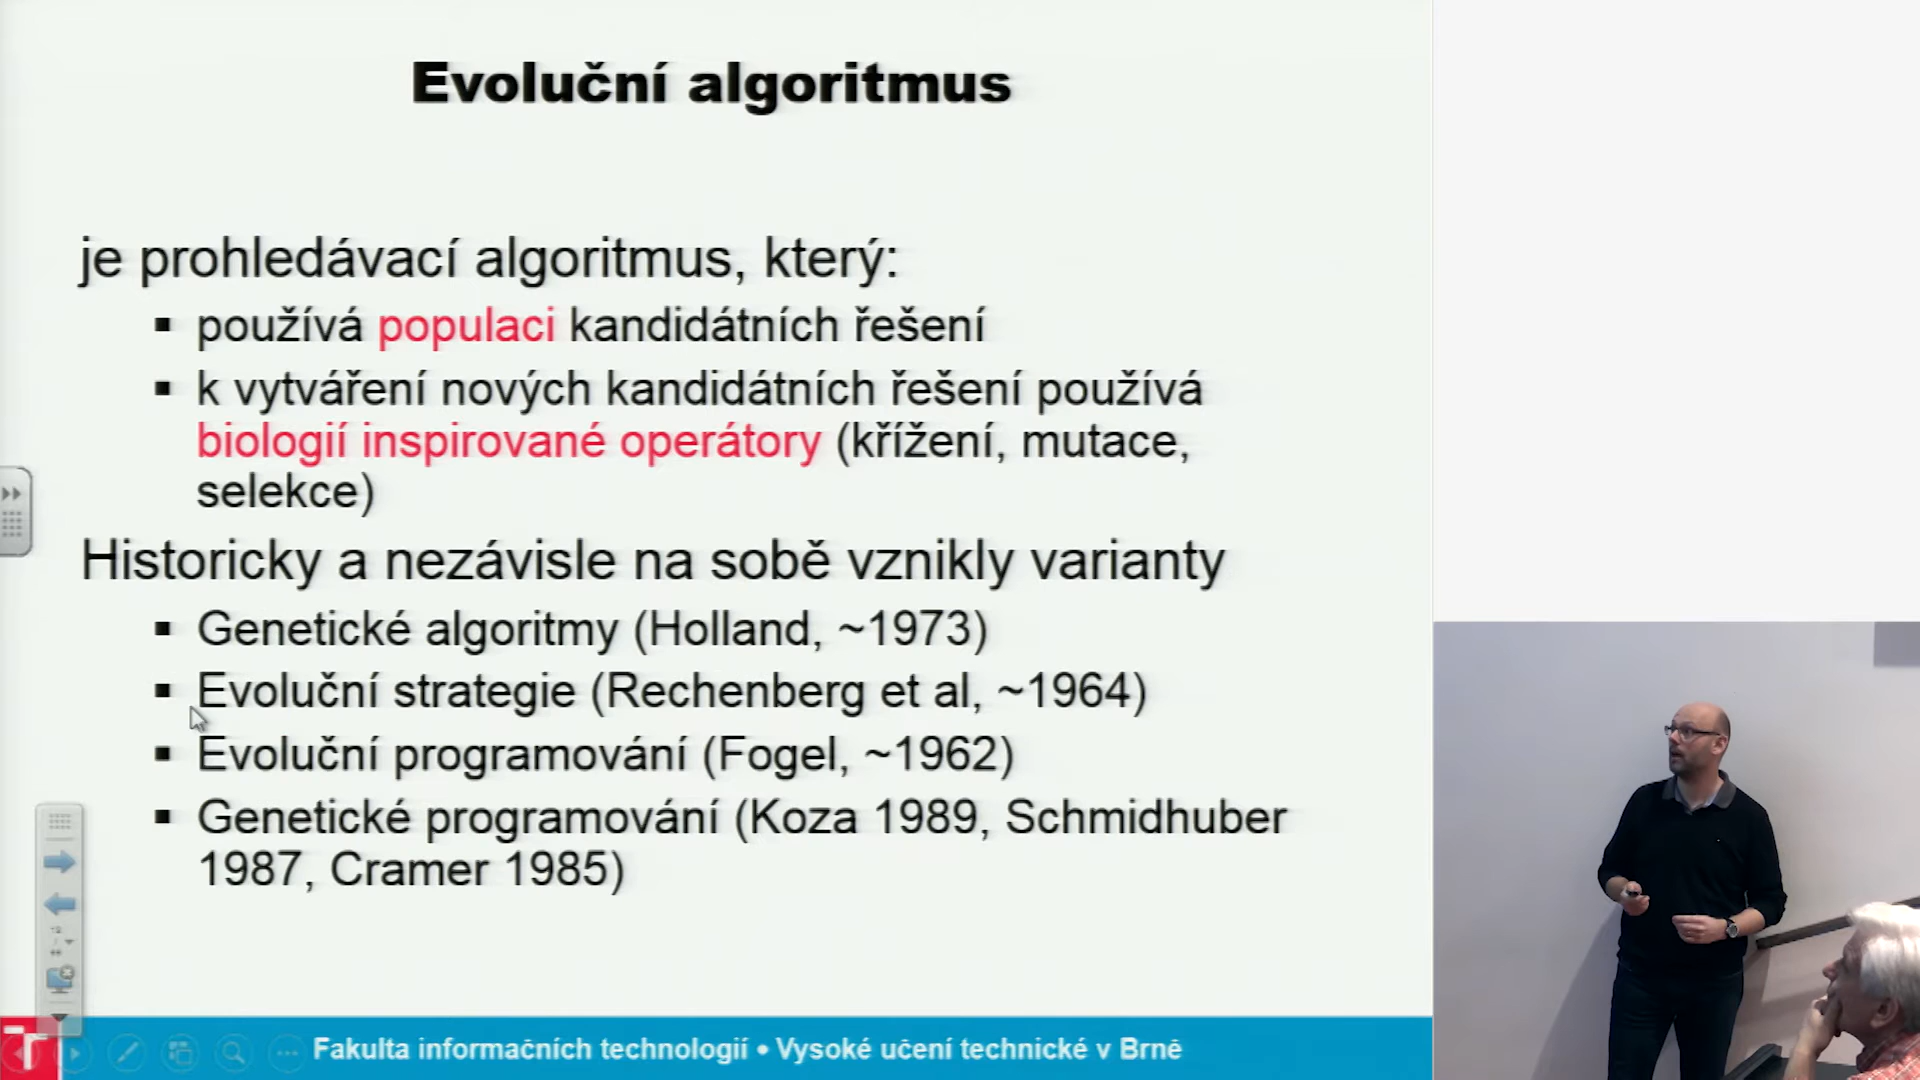 Evoluční algoritmus
je prohledávací algoritmus, který:
používá populaci kandidátních řešení
k vytváření nových kandidátních řešení používá
biologií inspirované operátory (křížení, mutace,
selekce)
Historicky a nezávisle na sobě vznikly varianty
Genetické algoritmy (Holland, ~1973)
Evoluční strategie (Rechenberg et al, ~1964)
Evoluční programování (Fogel, ~1962)
Genetické programování (Koza 1989, Schmidhuber
1987, Cramer 1985)
Fakulta informačních technologií • Vysoké učení technické v Brně